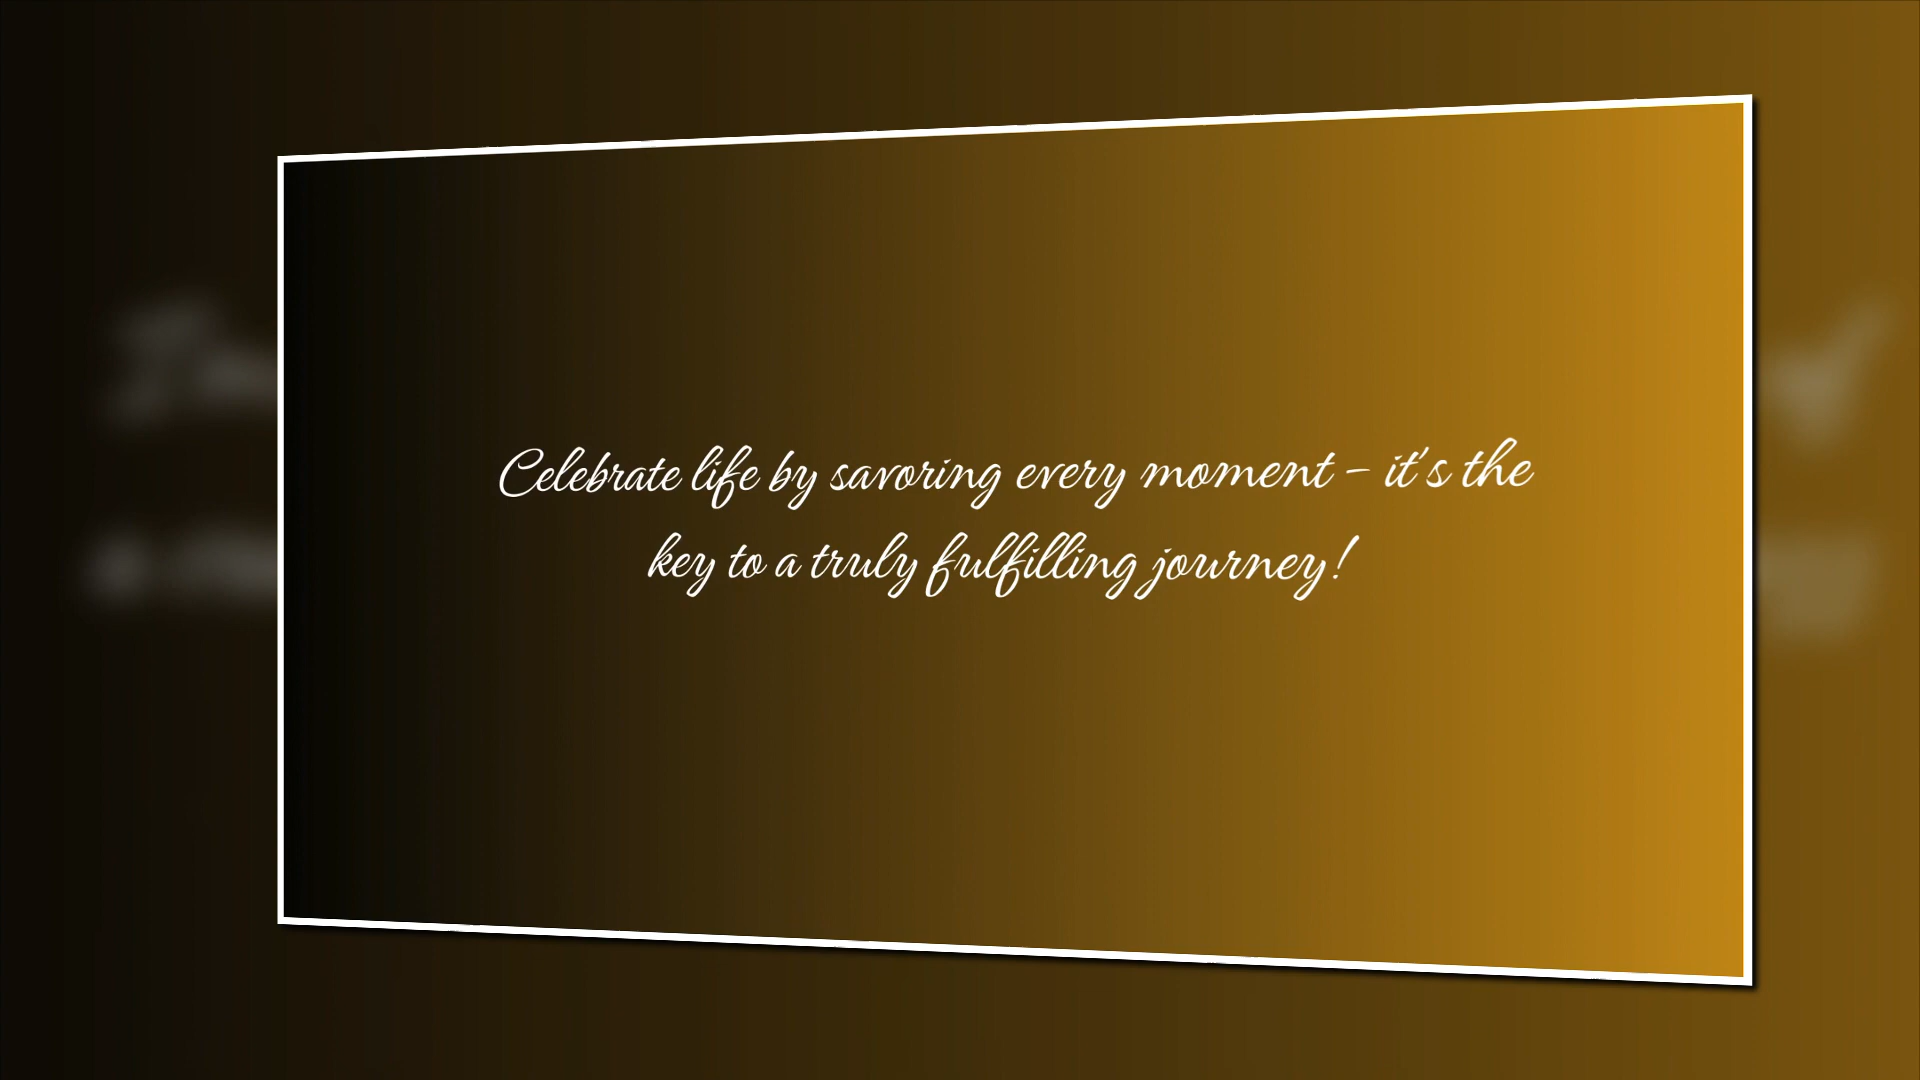 Celebrate life by savoring every moment – it's the
key to a truly fulfilling journey!